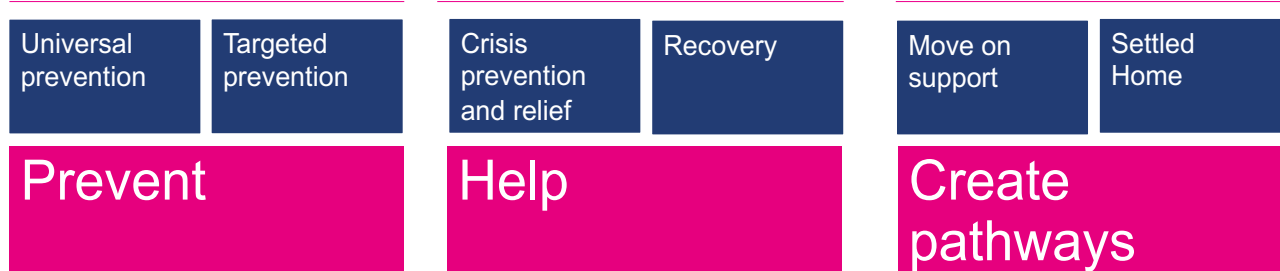 Universal
prevention
Targeted
prevention
Crisis
prevention
and relief
Recovery
Move on
support
Settled
Home
Prevent
Help
Create
pathways